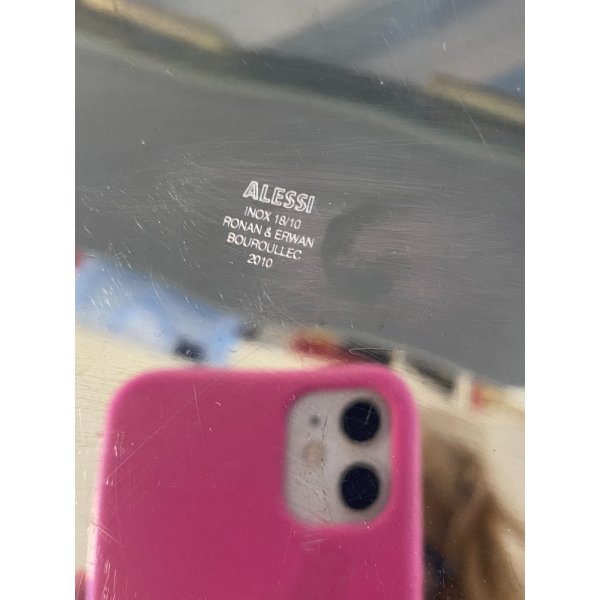 ALESSI
INOX 18/10
RONAN & ERWAN
BOUROULLEC
2010